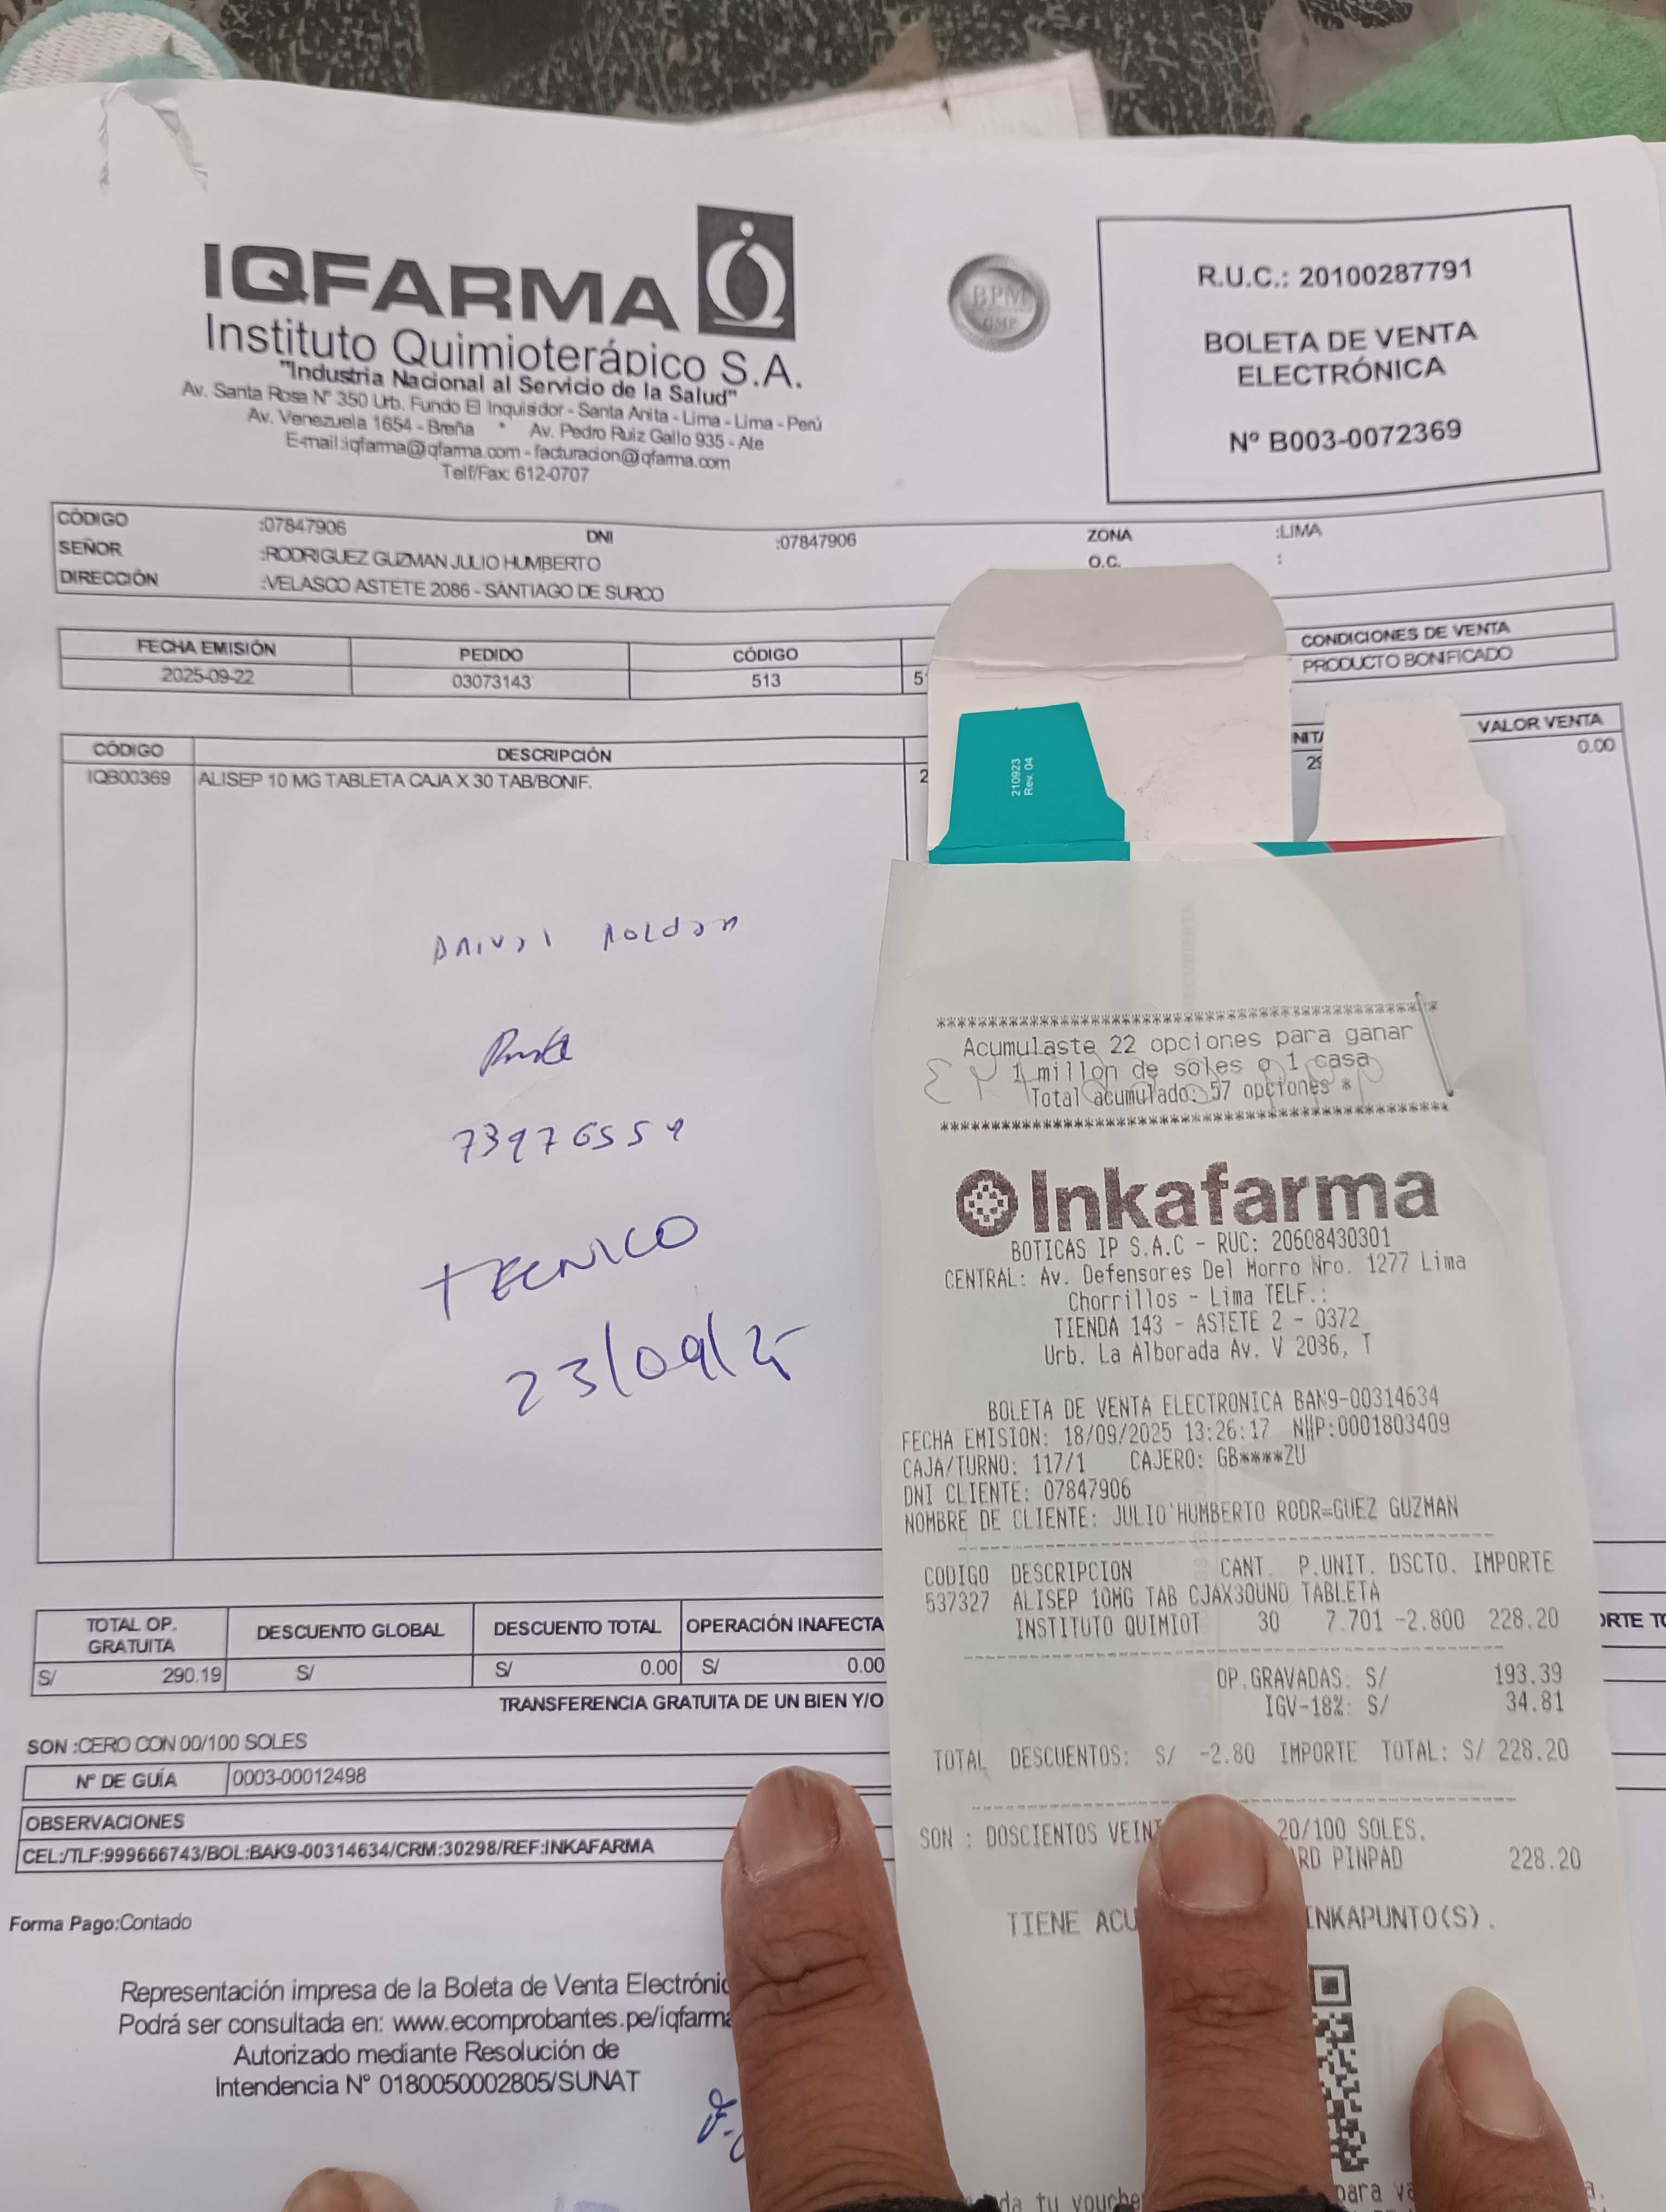 IQFARMA
Instituto Quimioterápico S.A.
"Industria Nacional al Servicio de la Salud"
Av. Santa Rosa N° 350 Urb. Fundo El Inquisidor - Santa Anita - Lima - Lima - Perú
Av. Venezuela 1654 - Breña * Av. Pedro Ruiz Gallo 935 - Ate
E-mail:iqfarma@iqfarma.com - facturacion@iqfarma.com
Telf/Fax: 612-0707
BPM
GMP
R.U.C.: 20100287791
BOLETA DE VENTA
ELECTRÓNICA
Nº B003-0072369
CÓDIGO :07847906 DNI :07847906 ZONA :LIMA
SEÑOR :RODRIGUEZ GUZMAN JULIO HUMBERTO O.C. :
DIRECCIÓN :VELASCO ASTETE 2086 - SANTIAGO DE SURCO
FECHA EMISIÓN PEDIDO CÓDIGO CONDICIONES DE VENTA
2025-09-22 03073143 513 PRODUCTO BONIFICADO
CÓDIGO DESCRIPCIÓN VALOR VENTA
IQB00369 ALISEP 10 MG TABLETA CAJA X 30 TAB/BONIF. 0.00
210923
Rev. 04
73976554
TECNICO
23/09/25
TOTAL OP. GRATUITA DESCUENTO GLOBAL DESCUENTO TOTAL OPERACIÓN INAFECTA
S/ 290.19 S/ S/ 0.00 S/ 0.00
TRANSFERENCIA GRATUITA DE UN BIEN Y/O
SON :CERO CON 00/100 SOLES
N° DE GUÍA 0003-00012498
OBSERVACIONES
CEL:/TLF:999666743/BOL:BAK9-00314634/CRM:30298/REF:INKAFARMA
Forma Pago:Contado
Representación impresa de la Boleta de Venta
Podrá ser consultada en: www.ecomprobantes.pe/iqfarma
Autorizado mediante Resolución de
Intendencia N° 0180050002805/SUNAT
Acumulaste 22 opciones para ganar
1 millon de soles o 1 casa
Total acumulado: 57 opciones *
Inkafarma
BOTICAS IP S.A.C - RUC: 20608430301
CENTRAL: Av. Defensores Del Morro Nro. 1277 Lima
Chorrillos - Lima TELF.:
TIENDA 143 - ASTETE 2 - 0372
Urb. La Alborada Av. V 2086, T
BOLETA DE VENTA ELECTRONICA BAK9-00314634
FECHA EMISION: 18/09/2025 13:26:17 N||P:0001803409
CAJA/TURNO: 117/1 CAJERO: GB****ZU
DNI CLIENTE: 07847906
NOMBRE DE CLIENTE: JULIO HUMBERTO RODR=GUEZ GUZMAN
CODIGO DESCRIPCION CANT. P.UNIT. DSCTO. IMPORTE
537327 ALISEP 10MG TAB CJAX30UND TABLETA
INSTITUTO QUIMIOT 30 7.701 -2.800 228.20
OP.GRAVADAS: S/ 193.39
IGV-18%: S/ 34.81
TOTAL DESCUENTOS: S/ -2.80 IMPORTE TOTAL: S/ 228.20
SON : DOSCIENTOS 20/100 SOLES.
PINPAD 228.20
TIENE INKAPUNTO(S).
tu
para